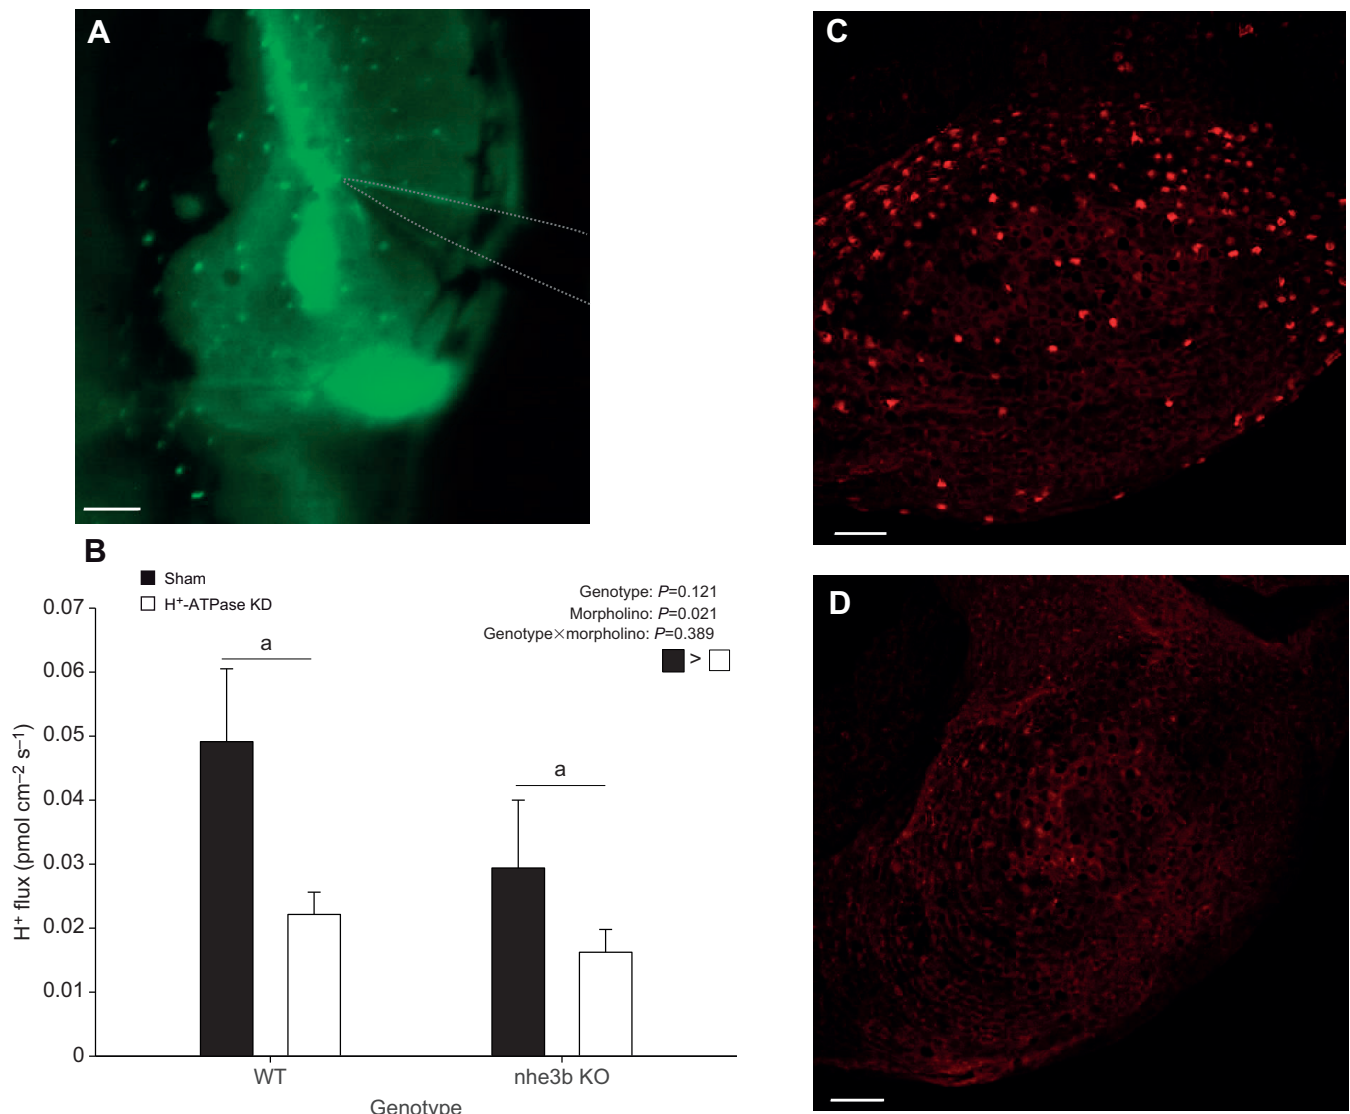 A
C
B
Sham
H⁺-ATPase KD
Genotype: P=0.121
Morpholino: P=0.021
Genotype×morpholino: P=0.389
>
0.07
0.06
0.05
0.04
0.03
0.02
0.01
0
H⁺ flux (pmol cm⁻² s⁻¹)
a
a
WT
nhe3b KO
Genotype
D